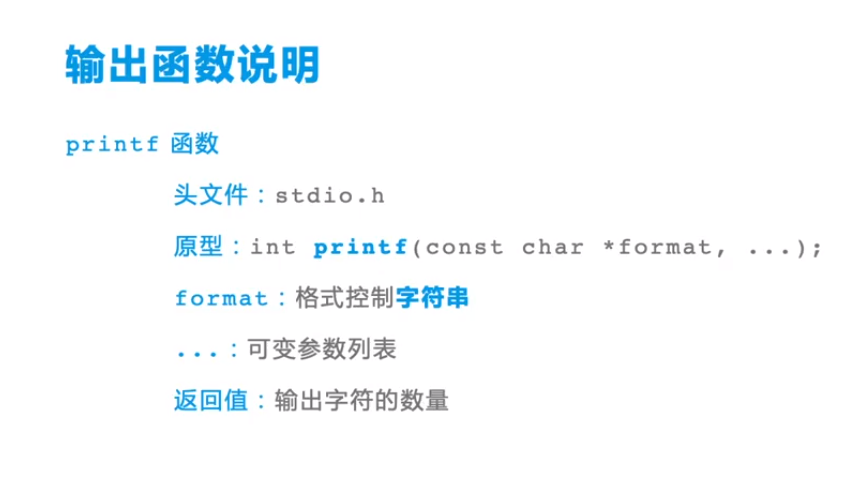 输出函数说明
printf 函数
头文件：stdio.h
原型：int printf(const char *format, ...);
format：格式控制字符串
...：可变参数列表
返回值：输出字符的数量